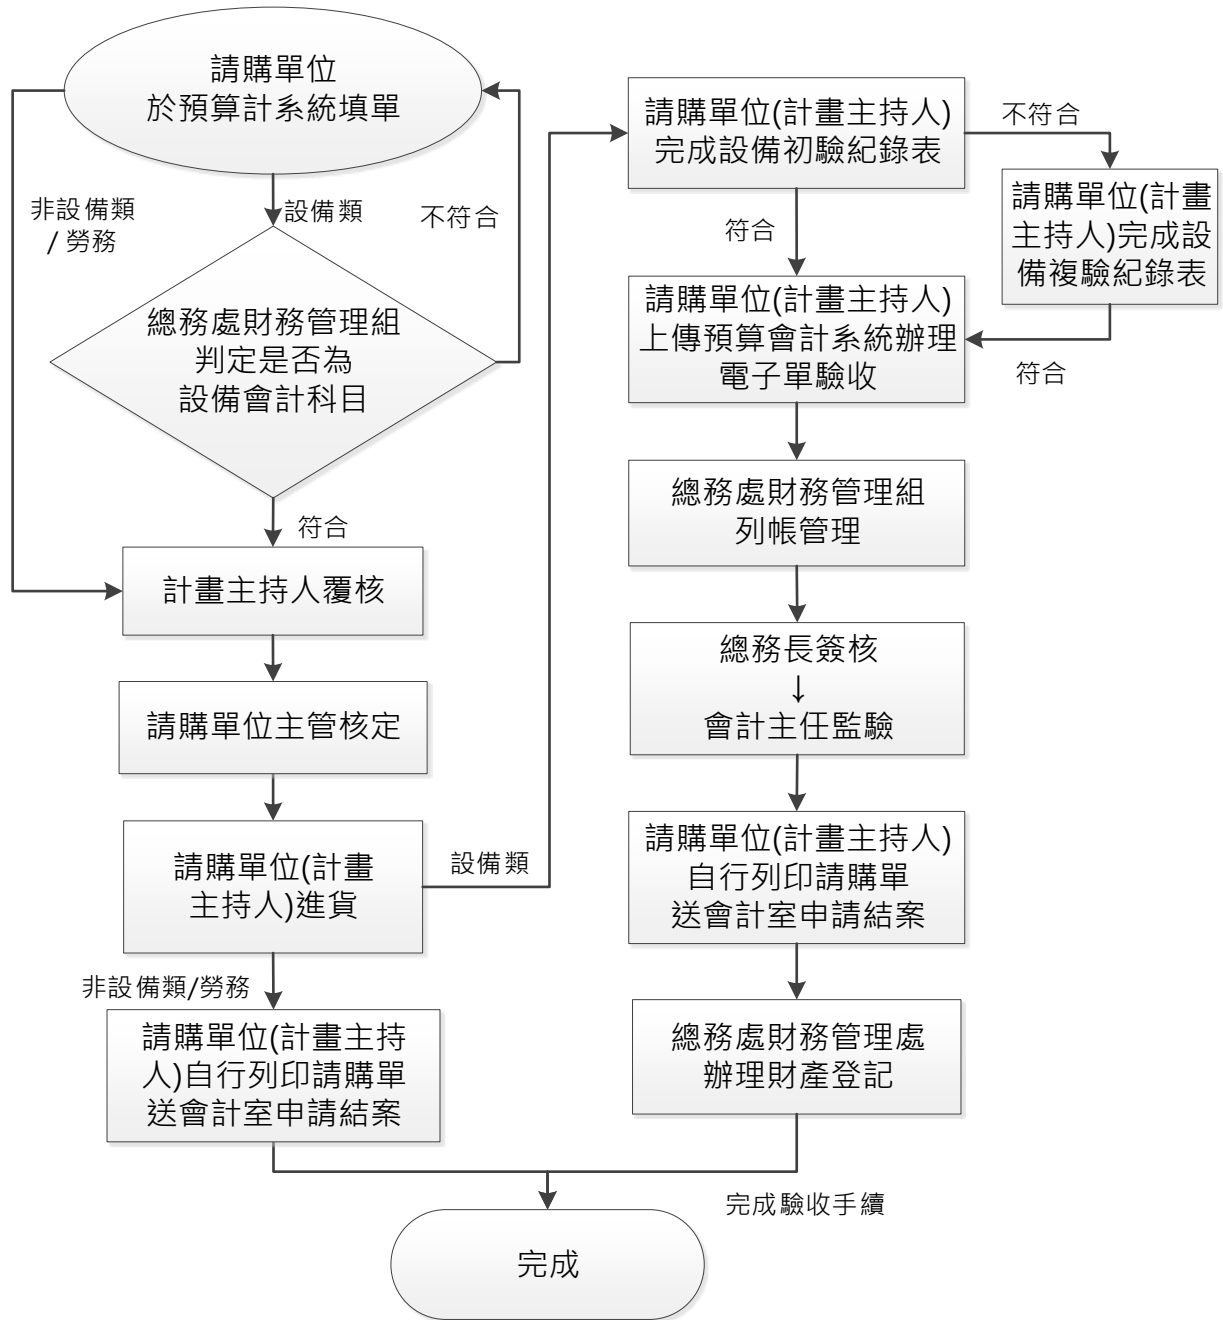 請購單位
於預算計系統填單
非設備類
/ 勞務
設備類
不符合
總務處財務管理組
判定是否為
設備會計科目
符合
計畫主持人覆核
請購單位主管核定
請購單位(計畫
主持人)進貨
設備類
非設備類/勞務
請購單位(計畫主持
人)自行列印請購單
送會計室申請結案
請購單位(計畫主持人)
完成設備初驗紀錄表
不符合
符合
請購單位(計畫
主持人)完成設
備複驗紀錄表
請購單位(計畫主持人)
上傳預算會計系統辦理
電子單驗收
符合
總務處財務管理組
列帳管理
總務長簽核
↓
會計主任監驗
請購單位(計畫主持人)
自行列印請購單
送會計室申請結案
總務處財務管理處
辦理財產登記
完成驗收手續
完成